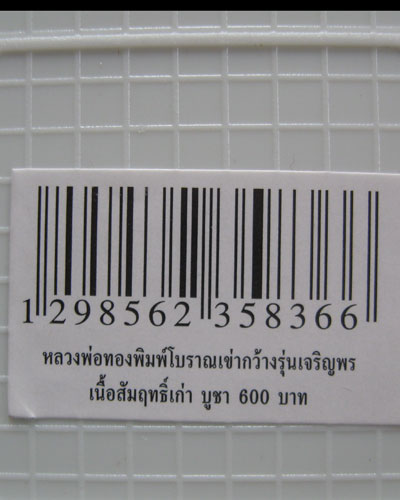 1 298562 358366
หลวงพ่อทองพิมพ์โบราณเข่ากว้างรุ่นเจริญพร
เนื้อสัมฤทธิ์เก่า บูชา 600 บาท